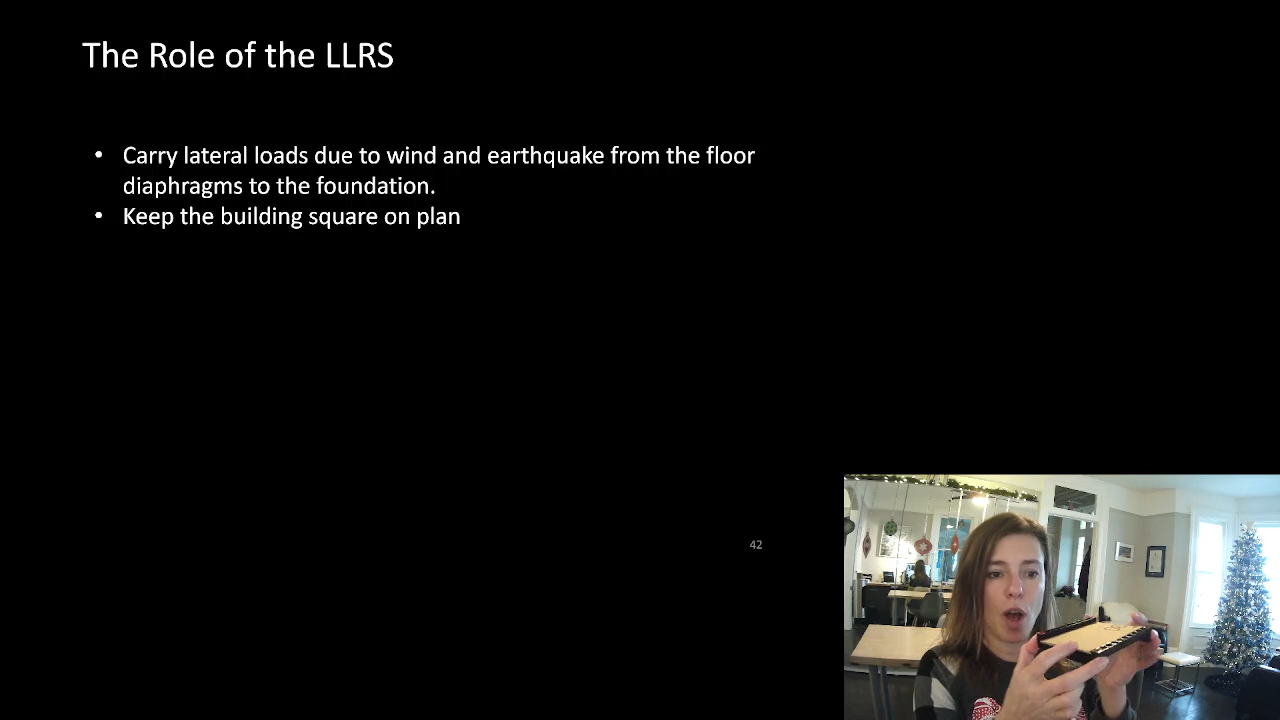 The Role of the LLRS
• Carry lateral loads due to wind and earthquake from the floor
diaphragms to the foundation.
• Keep the building square on plan
42